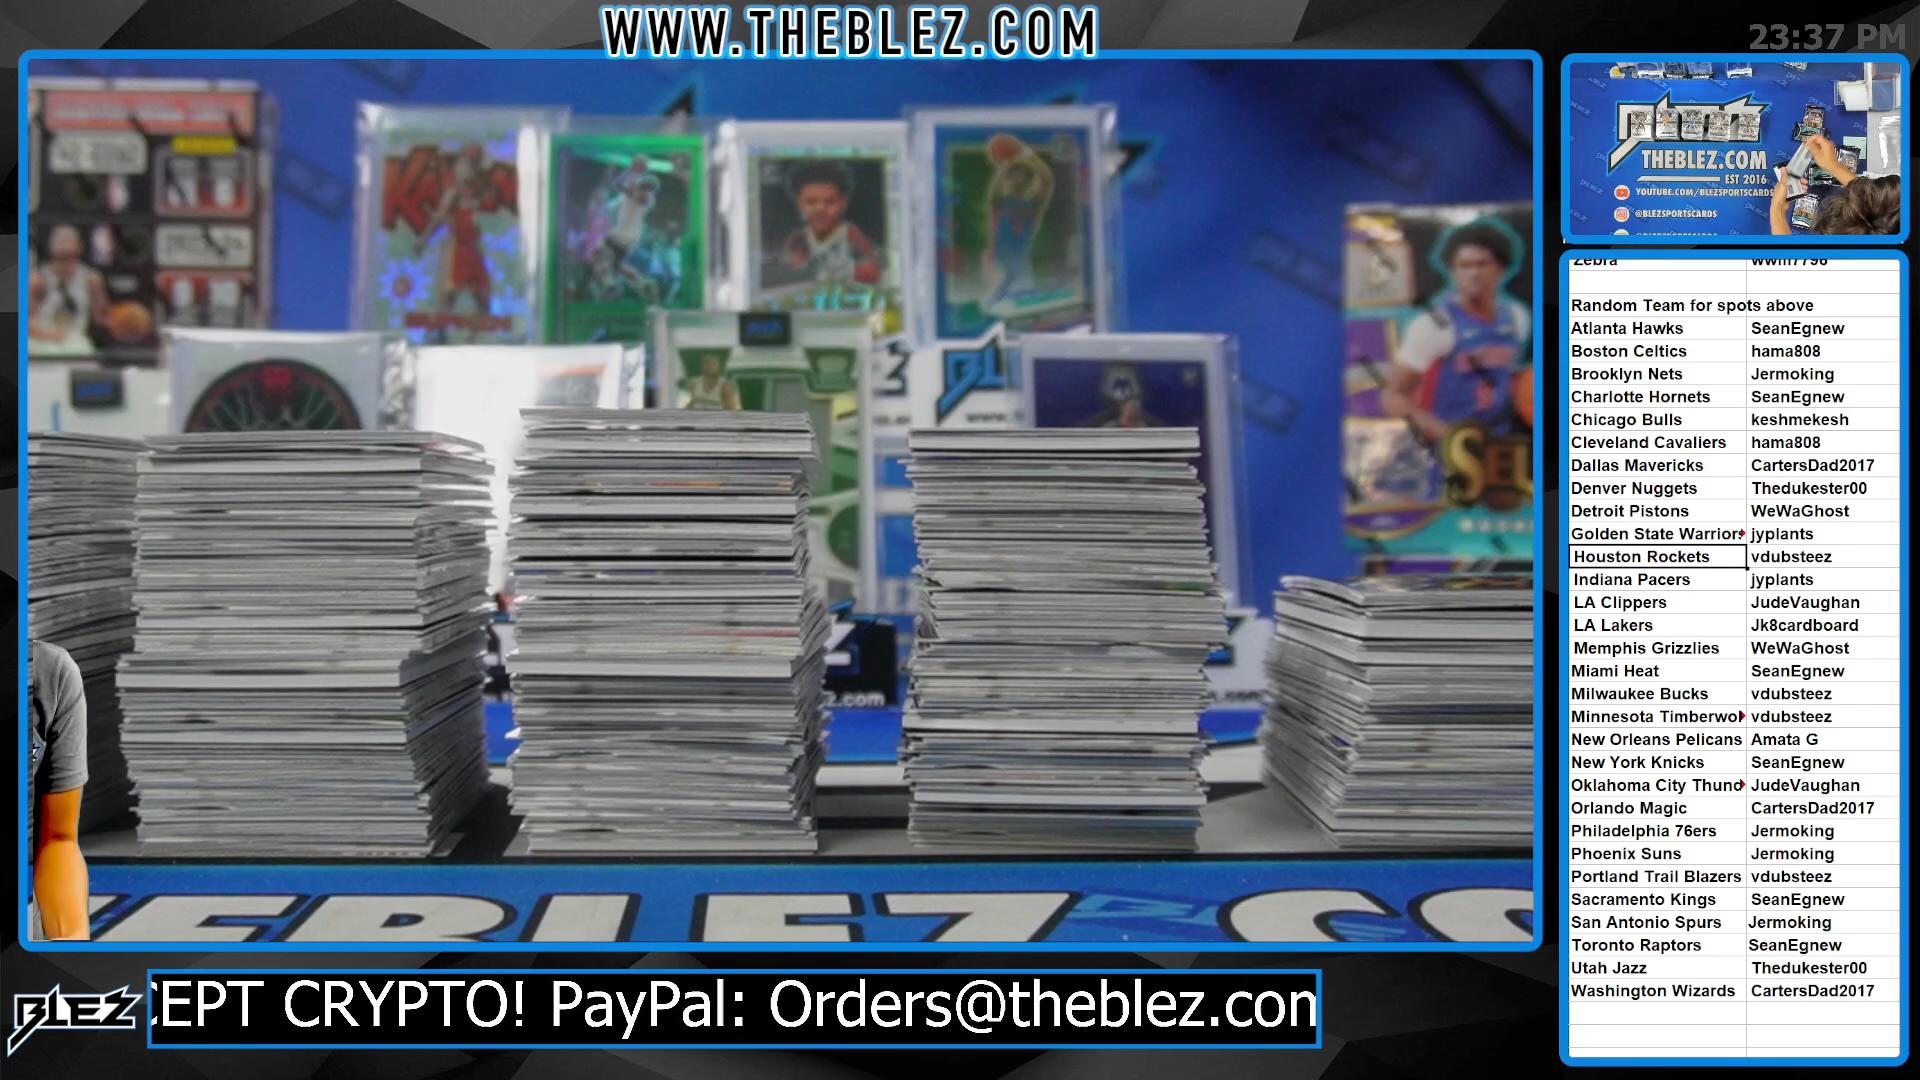 WWW.THEBLEZ.COM
23:37 PM
THEBLEZ.COM
EST 2016
YOUTUBE.COM/BLEZSPORTSCARDS
@BLEZSPORTSCARDS
Zebra wwm7796
Random Team for spots above
Atlanta Hawks SeanEgnew
Boston Celtics hama808
Brooklyn Nets Jermoking
Charlotte Hornets SeanEgnew
Chicago Bulls keshmekesh
Cleveland Cavaliers hama808
Dallas Mavericks CartersDad2017
Denver Nuggets Thedukester00
Detroit Pistons WeWaGhost
Golden State Warriors jyplants
Houston Rockets vdubsteez
Indiana Pacers jyplants
LA Clippers JudeVaughan
LA Lakers Jk8cardboard
Memphis Grizzlies WeWaGhost
Miami Heat SeanEgnew
Milwaukee Bucks vdubsteez
Minnesota Timberwol vdubsteez
New Orleans Pelicans Amata G
New York Knicks SeanEgnew
Oklahoma City Thund JudeVaughan
Orlando Magic CartersDad2017
Philadelphia 76ers Jermoking
Phoenix Suns Jermoking
Portland Trail Blazers vdubsteez
Sacramento Kings SeanEgnew
San Antonio Spurs Jermoking
Toronto Raptors SeanEgnew
Utah Jazz Thedukester00
Washington Wizards CartersDad2017
BLEZ
CEPT CRYPTO! PayPal: Orders@theblez.com